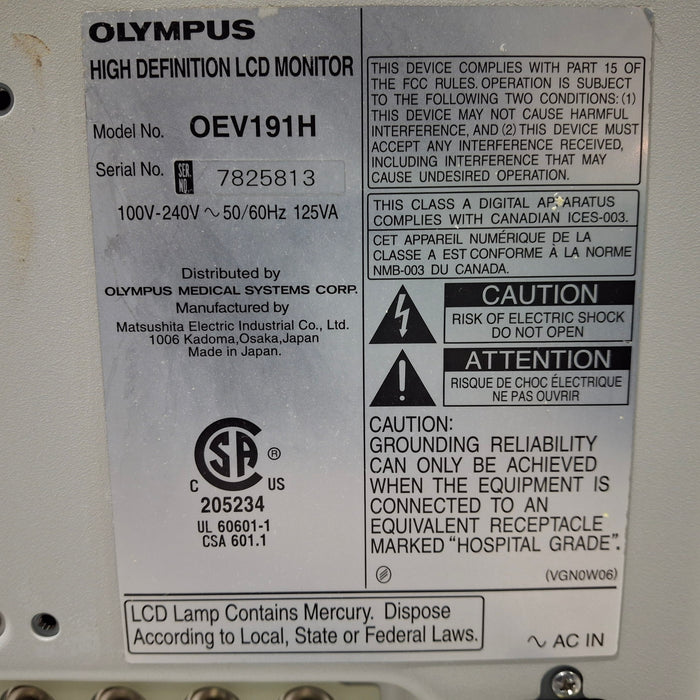 OLYMPUS
HIGH DEFINITION LCD MONITOR
Model No. OEV191H
Serial No. SER. NO. 7825813
100V-240V ~ 50/60Hz 125VA
Distributed by
OLYMPUS MEDICAL SYSTEMS CORP.
Manufactured by
Matsushita Electric Industrial Co., Ltd.
1006 Kadoma,Osaka,Japan
Made in Japan.
CSA ®
C US
205234
UL 60601-1
CSA 601.1
THIS DEVICE COMPLIES WITH PART 15 OF
THE FCC RULES. OPERATION IS SUBJECT
TO THE FOLLOWING TWO CONDITIONS: (1)
THIS DEVICE MAY NOT CAUSE HARMFUL
INTERFERENCE, AND (2) THIS DEVICE MUST
ACCEPT ANY INTERFERENCE RECEIVED,
INCLUDING INTERFERENCE THAT MAY
CAUSE UNDESIRED OPERATION.
THIS CLASS A DIGITAL APPARATUS
COMPLIES WITH CANADIAN ICES-003.
CET APPAREIL NUMÉRIQUE DE LA
CLASSE A EST CONFORME À LA NORME
NMB-003 DU CANADA.
CAUTION
RISK OF ELECTRIC SHOCK
DO NOT OPEN
ATTENTION
RISQUE DE CHOC ÉLECTRIQUE
NE PAS OUVRIR
CAUTION:
GROUNDING RELIABILITY
CAN ONLY BE ACHIEVED
WHEN THE EQUIPMENT IS
CONNECTED TO AN
EQUIVALENT RECEPTACLE
MARKED “HOSPITAL GRADE”.
(VGN0W06)
LCD Lamp Contains Mercury. Dispose
According to Local, State or Federal Laws.
~ AC IN